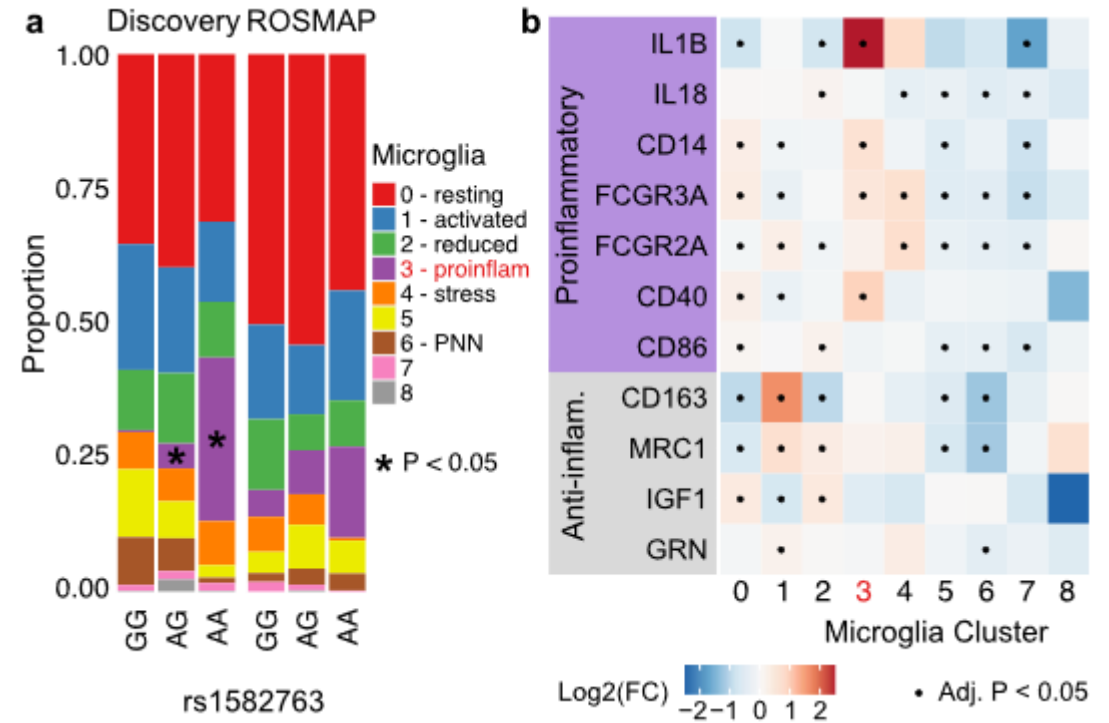 a
Discovery ROSMAP
1.00
0.75
0.50
0.25
0.00
Proportion
GG
AG
AA
GG
AG
AA
rs1582763
Microglia
0 - resting
1 - activated
2 - reduced
3 - proinflam
4 - stress
5
6 - PNN
7
8
* P < 0.05
b
Proinflammatory
IL1B
IL18
CD14
FCGR3A
FCGR2A
CD40
CD86
Anti-inflam.
CD163
MRC1
IGF1
GRN
0 1 2 3 4 5 6 7 8
Microglia Cluster
Log2(FC)
−2 −1 0 1 2
• Adj. P < 0.05